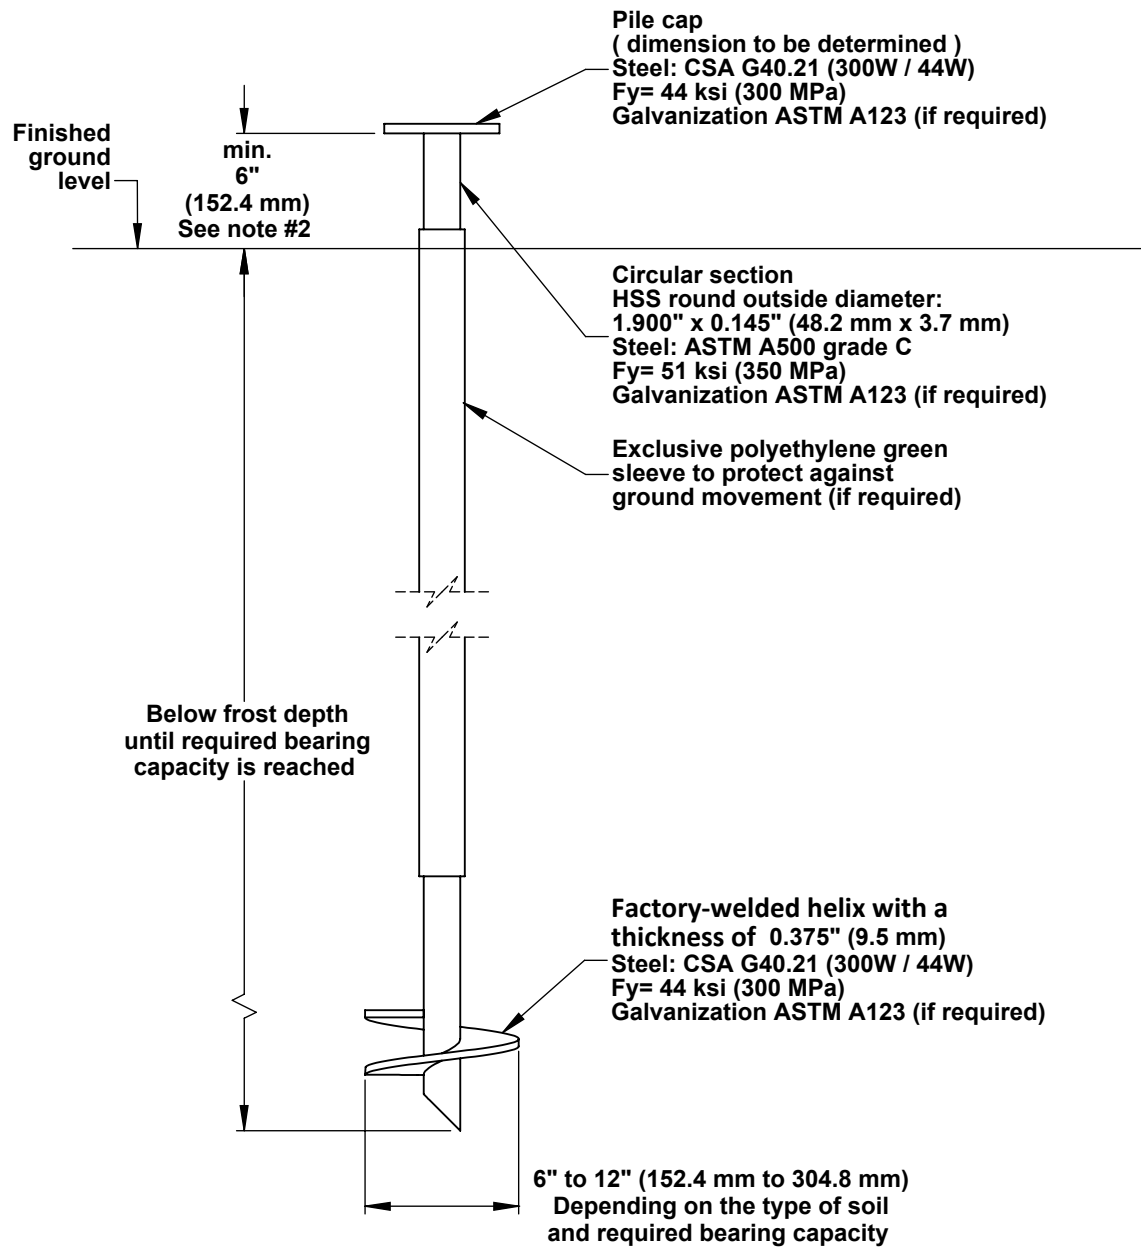 Pile cap
( dimension to be determined )
Steel: CSA G40.21 (300W / 44W)
Fy= 44 ksi (300 MPa)
Galvanization ASTM A123 (if required)
Finished
ground
level
min.
6"
(152.4 mm)
See note #2
Circular section
HSS round outside diameter:
1.900" x 0.145" (48.2 mm x 3.7 mm)
Steel: ASTM A500 grade C
Fy= 51 ksi (350 MPa)
Galvanization ASTM A123 (if required)
Exclusive polyethylene green
sleeve to protect against
ground movement (if required)
Below frost depth
until required bearing
capacity is reached
Factory-welded helix with a
thickness of 0.375" (9.5 mm)
Steel: CSA G40.21 (300W / 44W)
Fy= 44 ksi (300 MPa)
Galvanization ASTM A123 (if required)
6" to 12" (152.4 mm to 304.8 mm)
Depending on the type of soil
and required bearing capacity